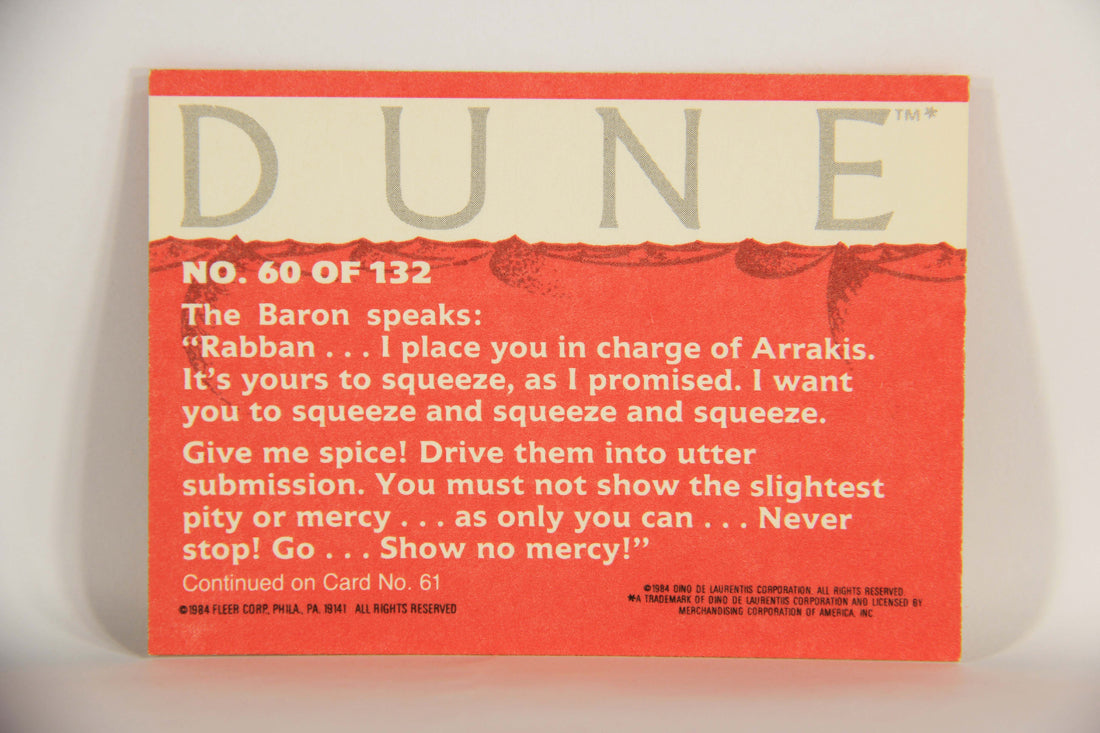 DUNE™*
NO. 60 OF 132
The Baron speaks:
“Rabban . . . I place you in charge of Arrakis.
It’s yours to squeeze, as I promised. I want
you to squeeze and squeeze and squeeze.
Give me spice! Drive them into utter
submission. You must not show the slightest
pity or mercy . . . as only you can . . . Never
stop! Go . . . Show no mercy!”
Continued on Card No. 61
©1984 FLEER CORP., PHILA., PA. 19141 ALL RIGHTS RESERVED
©1984 DINO DE LAURENTIIS CORPORATION. ALL RIGHTS RESERVED.
*A TRADEMARK OF DINO DE LAURENTIIS CORPORATION AND LICENSED BY
MERCHANDISING CORPORATION OF AMERICA, INC.